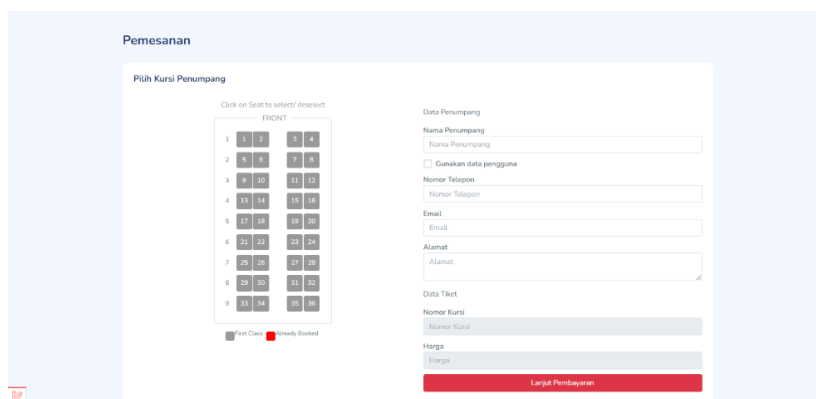 Pemesanan
Pilih Kursi Penumpang
Click on Seat to select/ deselect
FRONT
1 1 2 3 4
2 5 6 7 8
3 9 10 11 12
4 13 14 15 16
5 17 18 19 20
6 21 22 23 24
7 25 26 27 28
8 29 30 31 32
9 33 34 35 36
First Class Already Booked
Data Penumpang
Nama Penumpang
Nama Penumpang
Gunakan data pengguna
Nomor Telepon
Nomor Telepon
Email
Email
Alamat
Alamat
Data Tiket
Nomor Kursi
Nomor Kursi
Harga
Harga
Lanjut Pembayaran